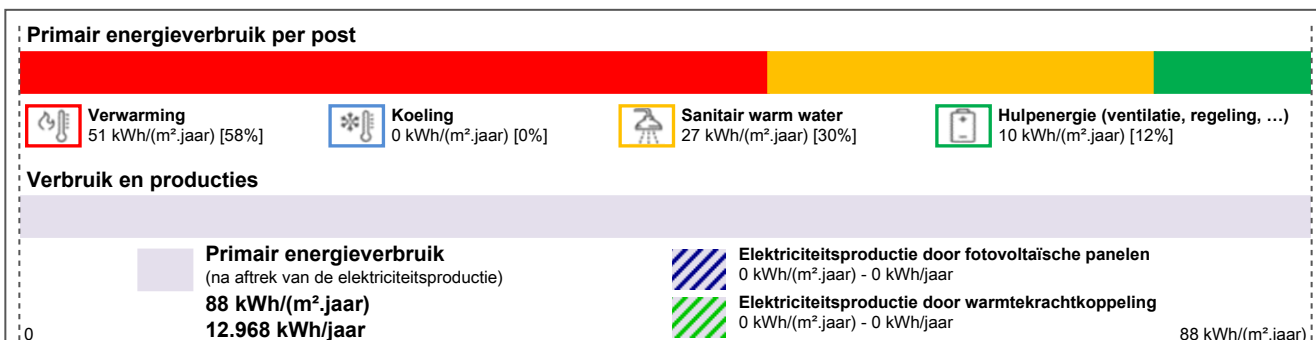 Primair energieverbruik per post
Verwarming
51 kWh/(m².jaar) [58%]
Koeling
0 kWh/(m².jaar) [0%]
Sanitair warm water
27 kWh/(m².jaar) [30%]
Hulpenergie (ventilatie, regeling, …)
10 kWh/(m².jaar) [12%]
Verbruik en producties
Primair energieverbruik
(na aftrek van de elektriciteitsproductie)
88 kWh/(m².jaar)
12.968 kWh/jaar
Elektriciteitsproductie door fotovoltaïsche panelen
0 kWh/(m².jaar) - 0 kWh/jaar
Elektriciteitsproductie door warmtekrachtkoppeling
0 kWh/(m².jaar) - 0 kWh/jaar
0
88 kWh/(m².jaar)